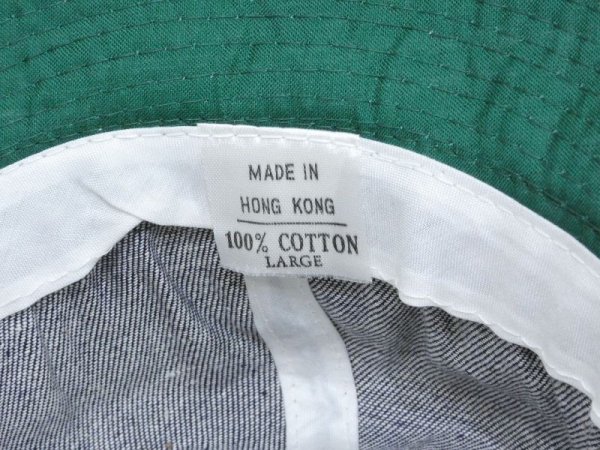 MADE IN
HONG KONG
100% COTTON
LARGE